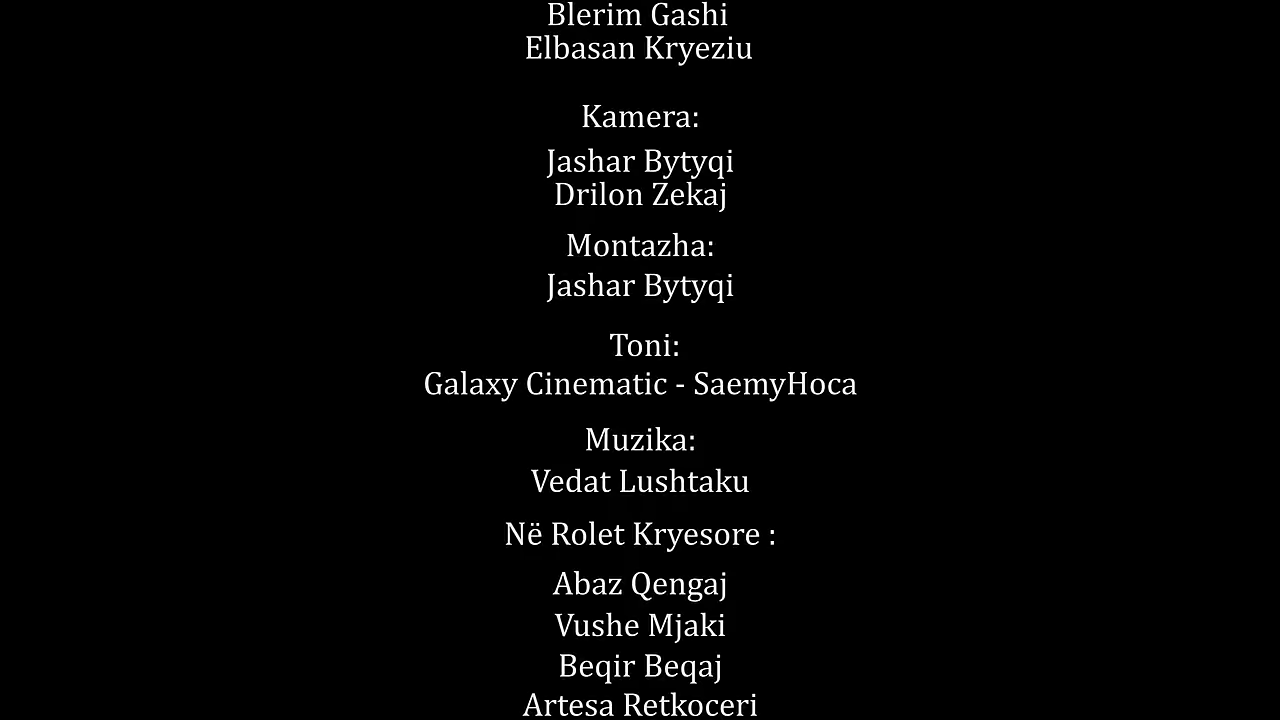 Blerim Gashi
Elbasan Kryeziu
Kamera:
Jashar Bytyqi
Drilon Zekaj
Montazha:
Jashar Bytyqi
Toni:
Galaxy Cinematic - SaemyHoca
Muzika:
Vedat Lushtaku
Në Rolet Kryesore :
Abaz Qengaj
Vushe Mjaki
Beqir Beqaj
Artesa Retkoceri